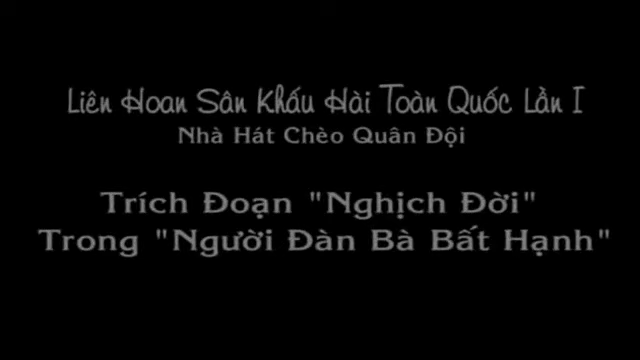 Liên Hoan Sân Khấu Hài Toàn Quốc Lần I
Nhà Hát Chèo Quân Đội
Trích Đoạn "Nghịch Đời"
Trong "Người Đàn Bà Bất Hạnh"